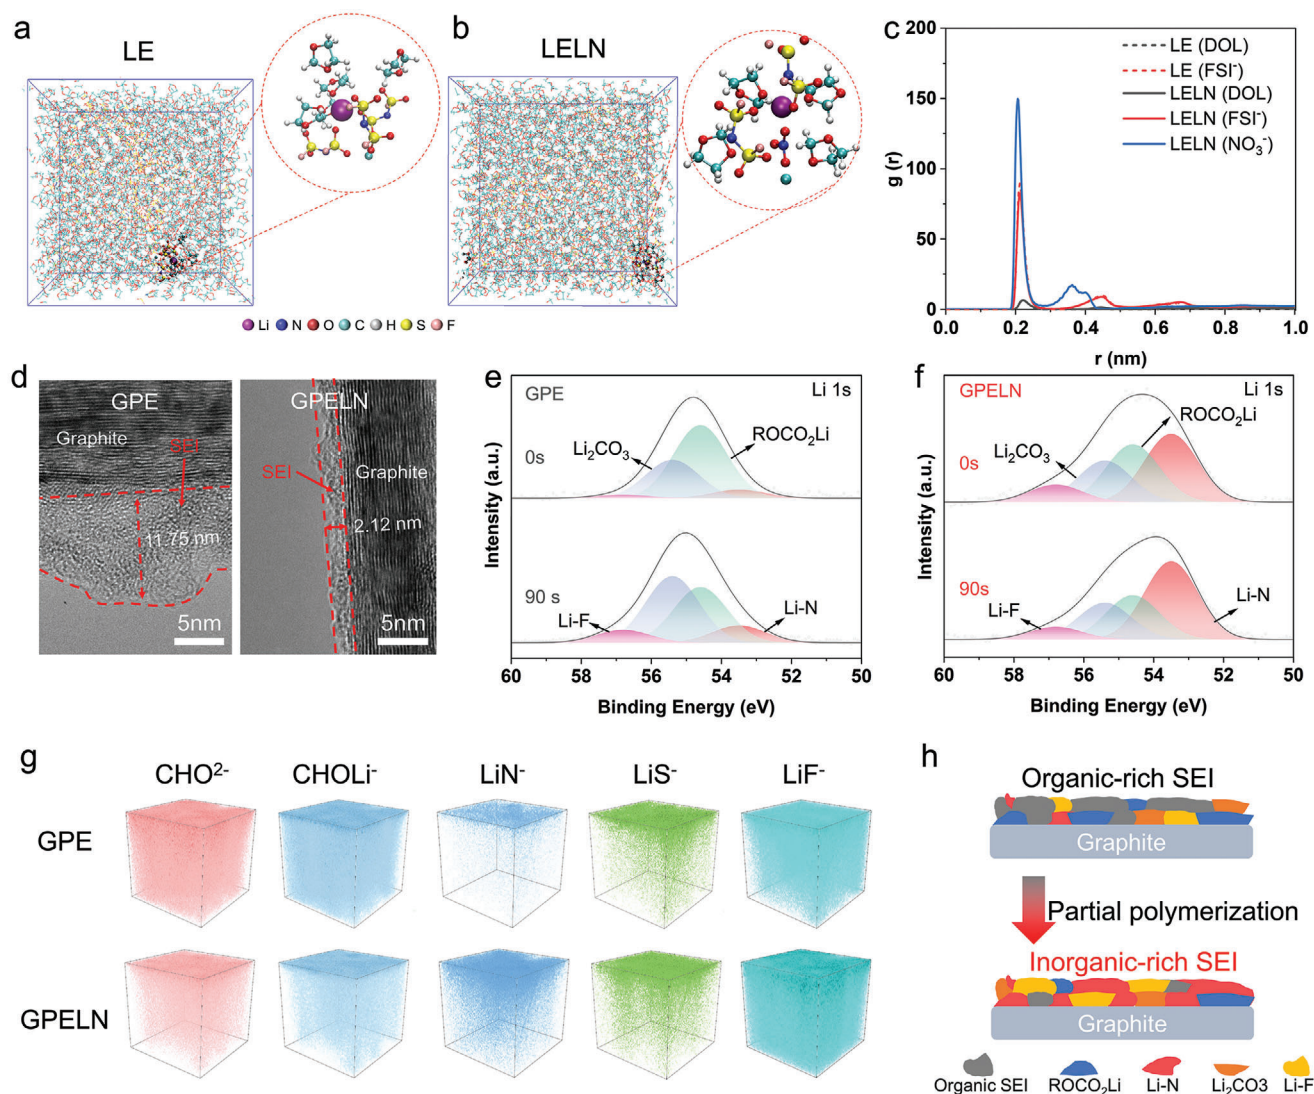 a
LE
b
LELN
Li N O C H S F
c
g (r)
200
150
100
50
0
LE (DOL)
LE (FSI⁻)
LELN (DOL)
LELN (FSI⁻)
LELN (NO₃⁻)
0.0 0.2 0.4 0.6 0.8 1.0
r (nm)
d
GPE
Graphite
SEI
11.75 nm
5nm
GPELN
SEI
Graphite
2.12 nm
5nm
e
GPE
Li 1s
Li₂CO₃
ROCO₂Li
0s
90 s
Li-F
Li-N
Intensity (a.u.)
60 58 56 54 52 50
Binding Energy (eV)
f
GPELN
Li 1s
ROCO₂Li
Li₂CO₃
0s
90s
Li-F
Li-N
Intensity (a.u.)
60 58 56 54 52 50
Binding Energy (eV)
g
CHO²⁻ CHOLi⁻ LiN⁻ LiS⁻ LiF⁻
GPE
GPELN
h
Organic-rich SEI
Graphite
Partial polymerization
Inorganic-rich SEI
Graphite
Organic SEI ROCO₂Li Li-N Li₂CO3 Li-F